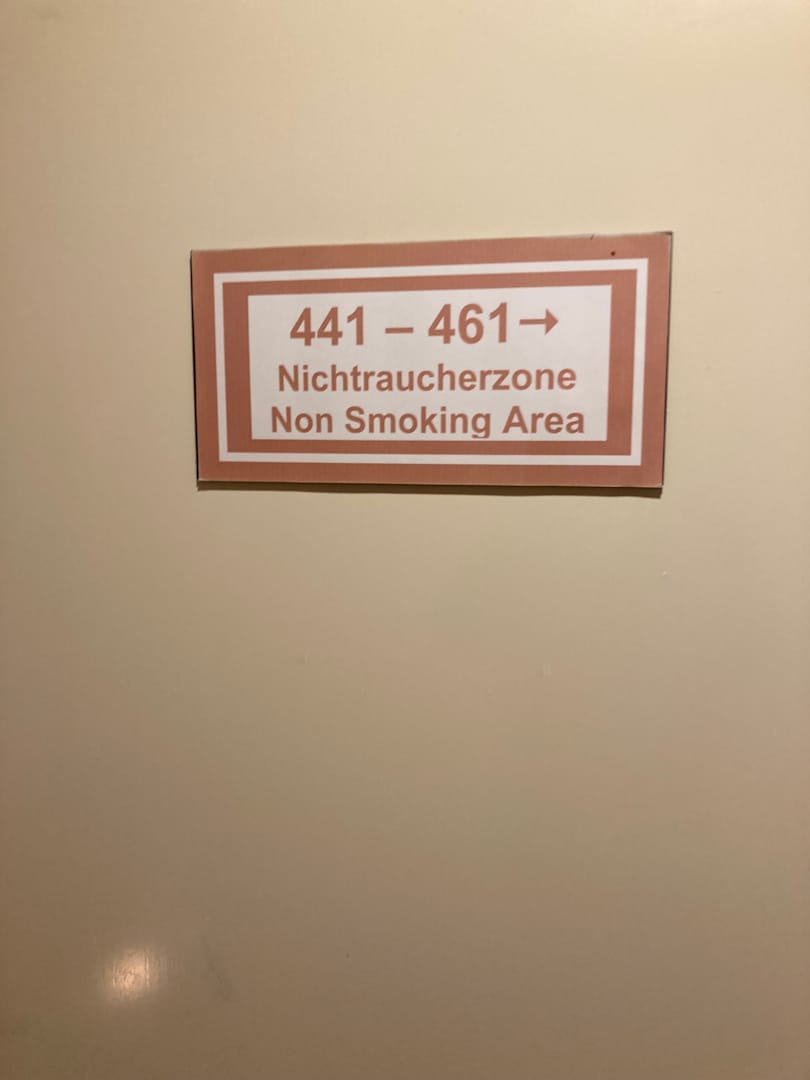 441 – 461→
Nichtraucherzone
Non Smoking Area